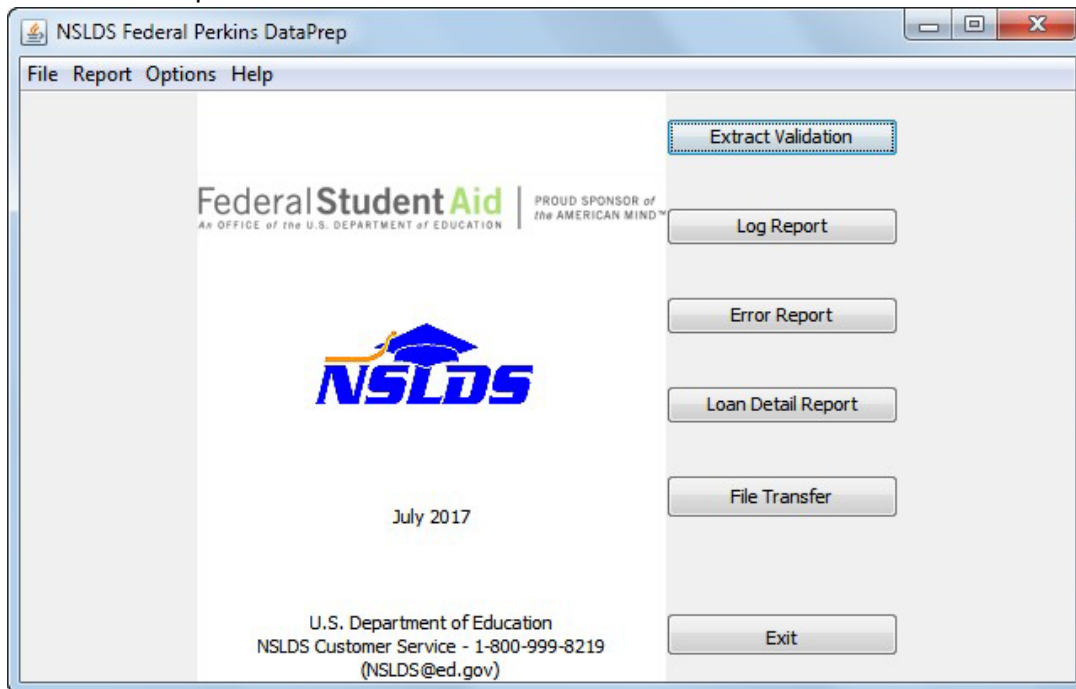 NSLDS Federal Perkins DataPrep
File Report Options Help
Extract Validation
Federal Student Aid
An OFFICE of the U.S. DEPARTMENT of EDUCATION
PROUD SPONSOR of
the AMERICAN MIND™
Log Report
Error Report
NSLDS
Loan Detail Report
File Transfer
July 2017
U.S. Department of Education
NSLDS Customer Service - 1-800-999-8219
(NSLDS@ed.gov)
Exit